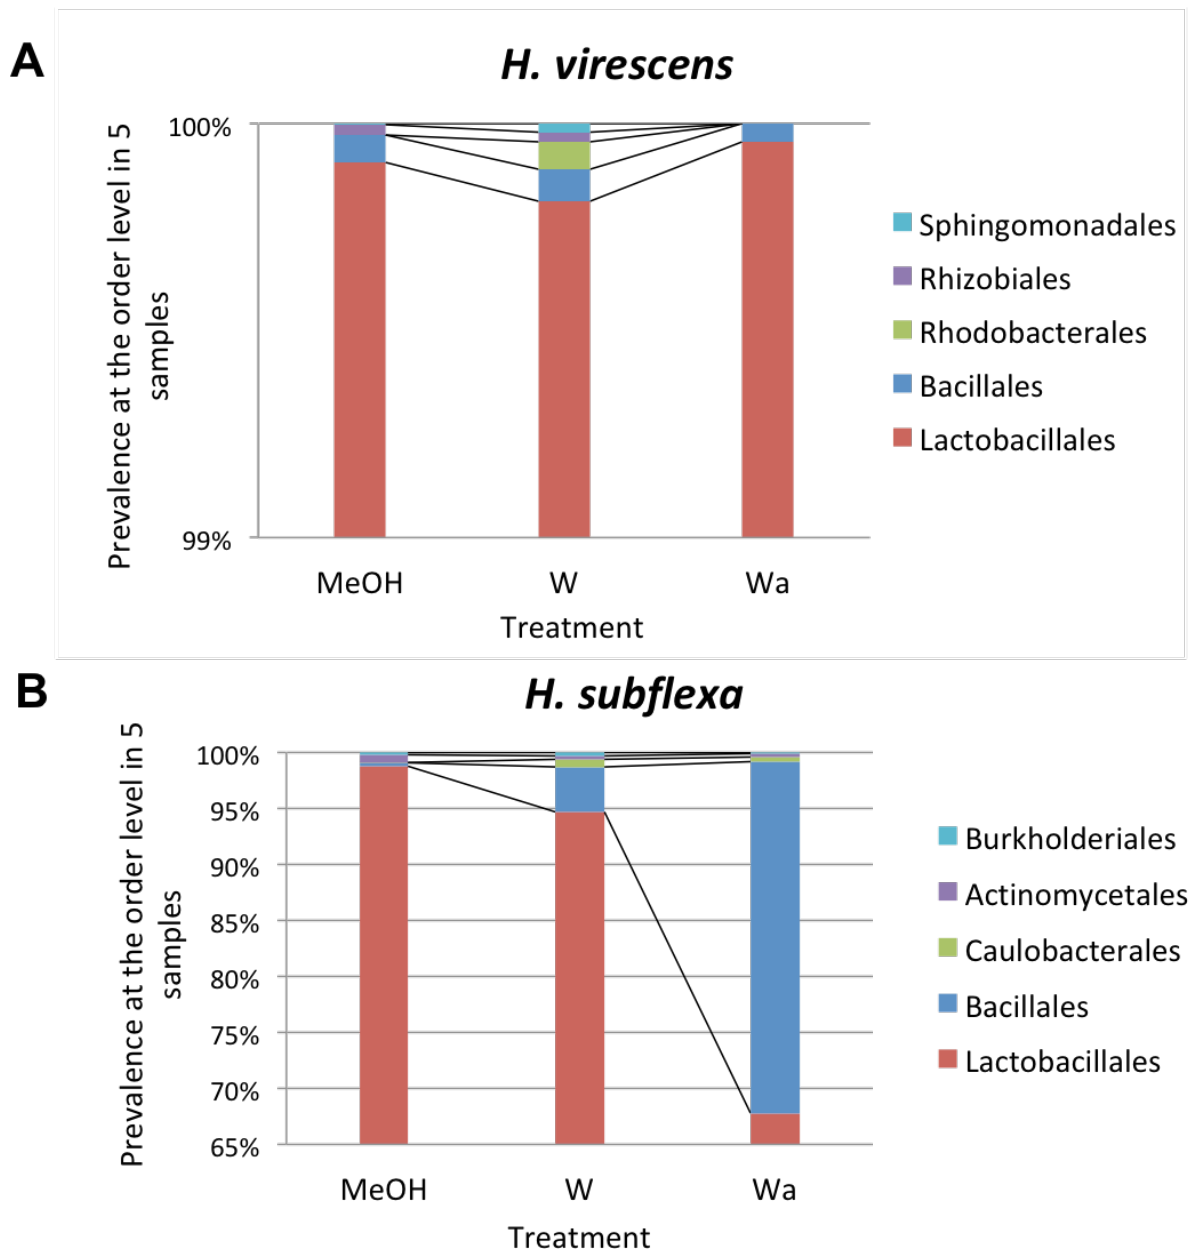 A
H. virescens
Prevalence at the order level in 5
samples
100%
99%
MeOH
W
Wa
Treatment
Sphingomonadales
Rhizobiales
Rhodobacterales
Bacillales
Lactobacillales
B
H. subflexa
Prevalence at the order level in 5
samples
100%
95%
90%
85%
80%
75%
70%
65%
MeOH
W
Wa
Treatment
Burkholderiales
Actinomycetales
Caulobacterales
Bacillales
Lactobacillales